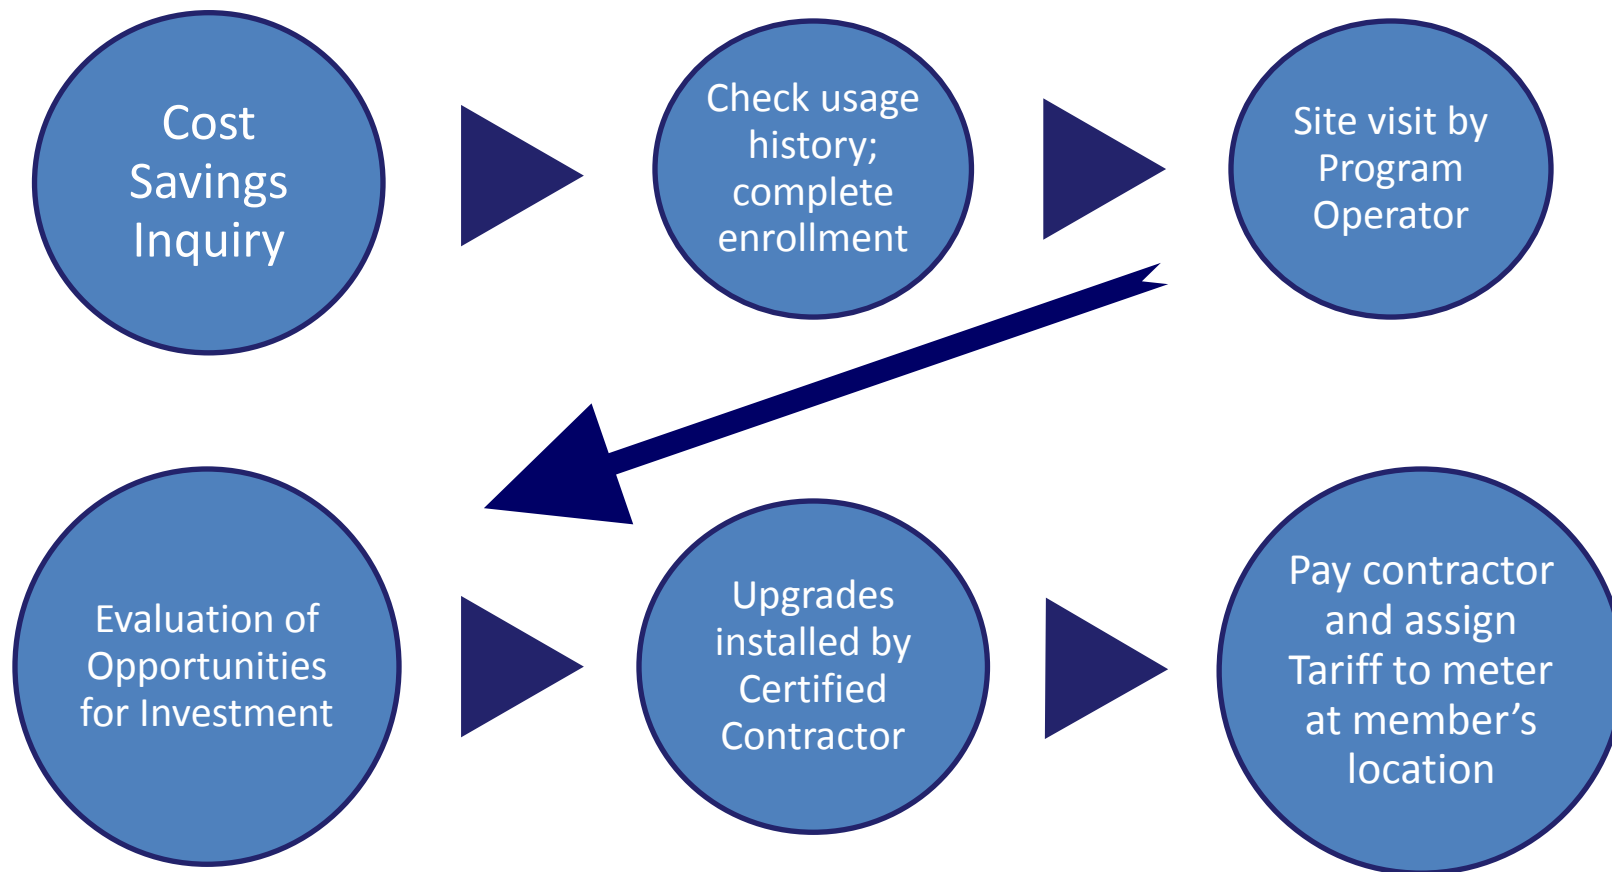 Cost
Savings
Inquiry
Check usage
history;
complete
enrollment
Site visit by
Program
Operator
Evaluation of
Opportunities
for Investment
Upgrades
installed by
Certified
Contractor
Pay contractor
and assign
Tariff to meter
at member’s
location